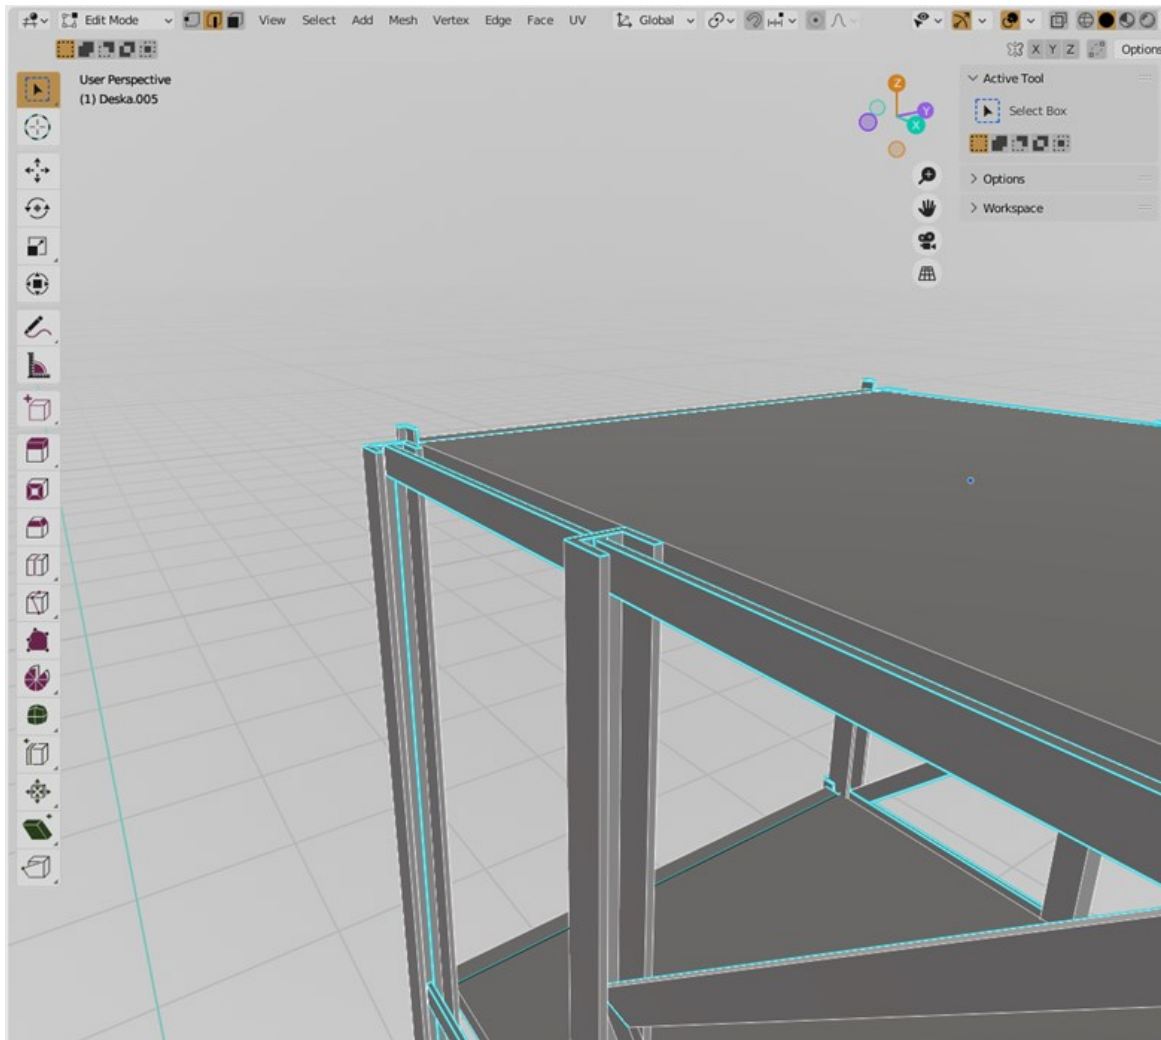 Edit Mode View Select Add Mesh Vertex Edge Face UV Global
X Y Z Options
User Perspective
(1) Deska.005
Z
Y
X
Active Tool
Select Box
Options
Workspace